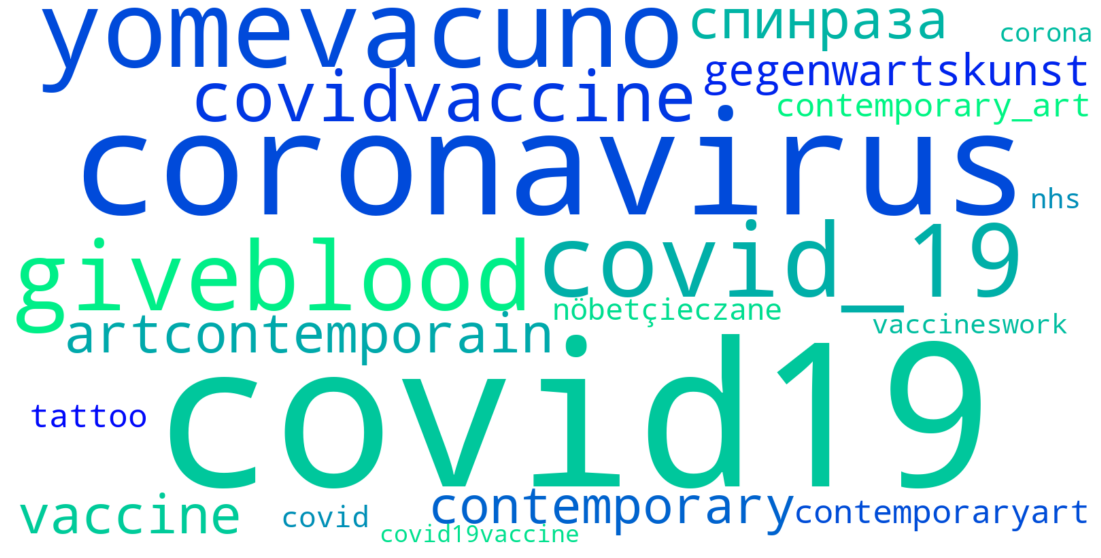 yomevacuno
спинраза
corona
gegenwartskunst
covidvaccine
contemporary_art
coronavirus
nhs
giveblood
covid_19
nöbetçieczane
artcontemporain
vaccineswork
covid19
tattoo
vaccine
covid
contemporary
contemporaryart
covid19vaccine